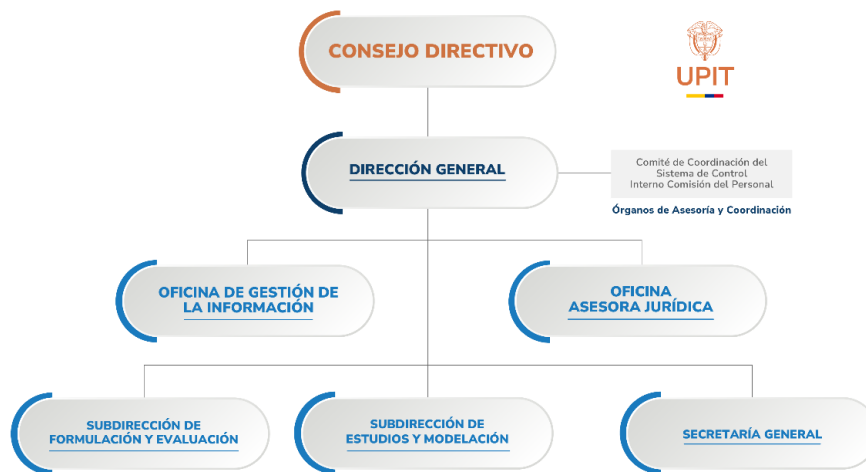 CONSEJO DIRECTIVO
UPIT
DIRECCIÓN GENERAL
Comité de Coordinación del
Sistema de Control
Interno Comisión del Personal
Órganos de Asesoría y Coordinación
OFICINA DE GESTIÓN DE
LA INFORMACIÓN
OFICINA
ASESORA JURÍDICA
SUBDIRECCIÓN DE
FORMULACIÓN Y EVALUACIÓN
SUBDIRECCIÓN DE
ESTUDIOS Y MODELACIÓN
SECRETARÍA GENERAL